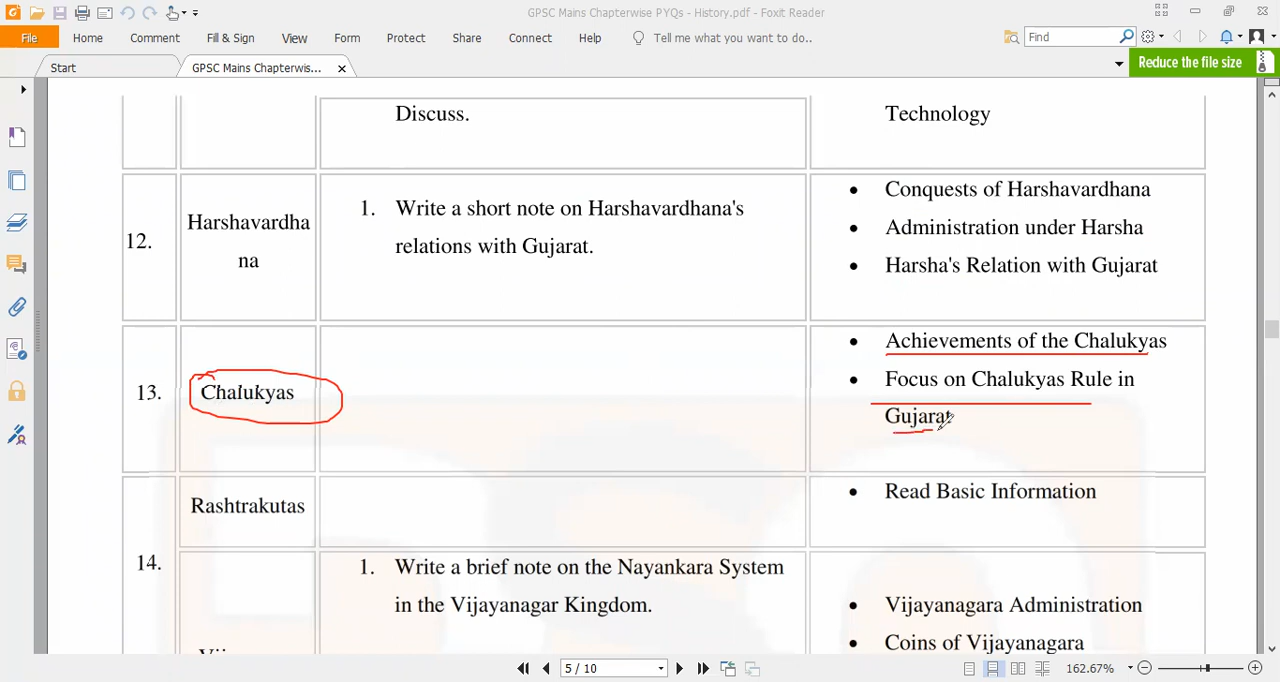 GPSC Mains Chapterwise PYQs - History.pdf - Foxit Reader
File Home Comment Fill & Sign View Form Protect Share Connect Help Tell me what you want to do.. Find
Start GPSC Mains Chapterwis... Reduce the file size
Discuss. Technology
12. Harshavardha
na
1. Write a short note on Harshavardhana's
relations with Gujarat.
• Conquests of Harshavardhana
• Administration under Harsha
• Harsha's Relation with Gujarat
13. Chalukyas
• Achievements of the Chalukyas
• Focus on Chalukyas Rule in
Gujarat
14. Rashtrakutas
• Read Basic Information
1. Write a brief note on the Nayankara System
in the Vijayanagar Kingdom.
• Vijayanagara Administration
• Coins of Vijayanagara
5 / 10 162.67%